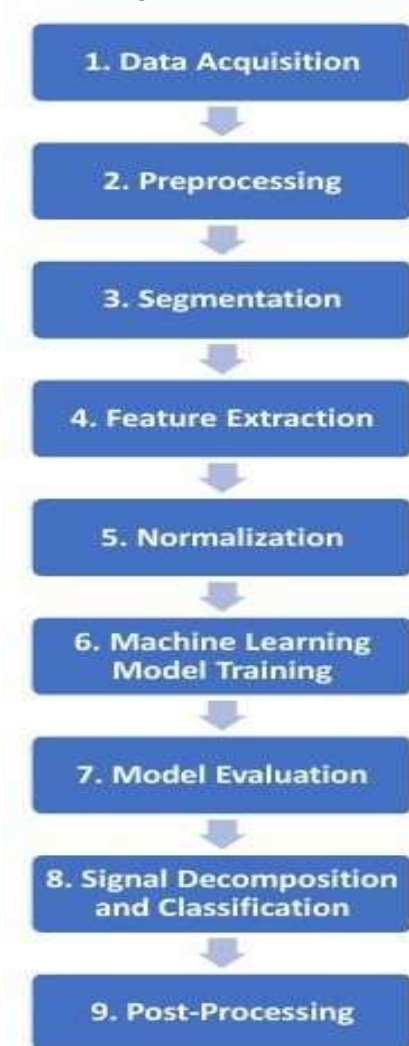 1. Data Acquisition
2. Preprocessing
3. Segmentation
4. Feature Extraction
5. Normalization
6. Machine Learning
Model Training
7. Model Evaluation
8. Signal Decomposition
and Classification
9. Post-Processing